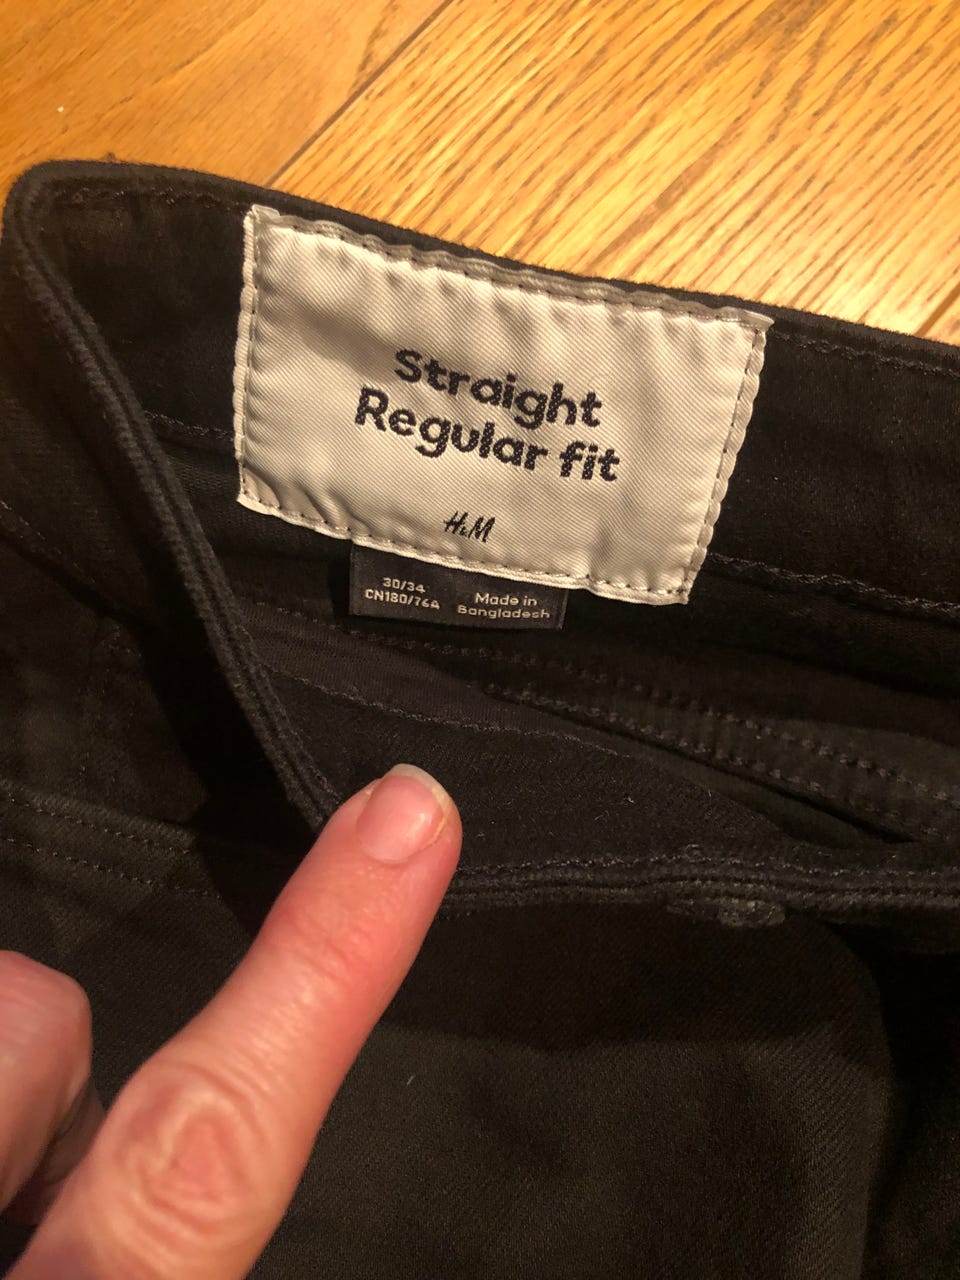 Straight
Regular fit
H&M
30/34
CN180/76A
Made in
Bangladesh